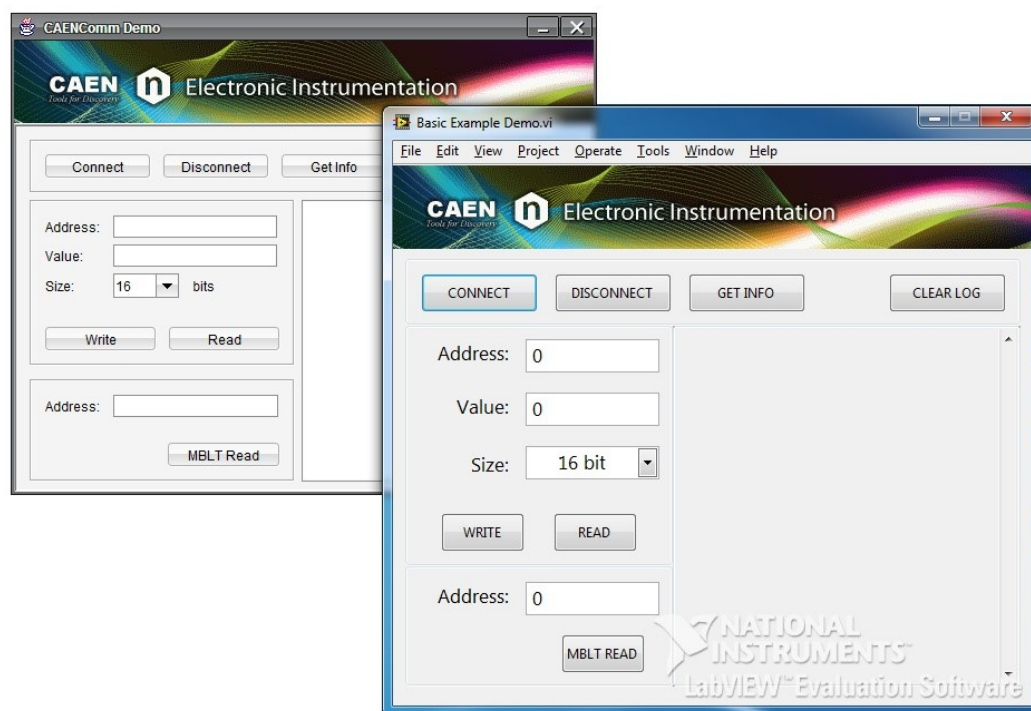 CAENComm Demo
CAEN n Electronic Instrumentation
Tools for Discovery
Connect Disconnect Get Info
Address:
Value:
Size: 16 bits
Write Read
Address:
MBLT Read
Basic Example Demo.vi
File Edit View Project Operate Tools Window Help
CAEN n Electronic Instrumentation
Tools for Discovery
CONNECT DISCONNECT GET INFO CLEAR LOG
Address: 0
Value: 0
Size: 16 bit
WRITE READ
Address: 0
MBLT READ
NATIONAL
INSTRUMENTS™
LabVIEW™ Evaluation Software